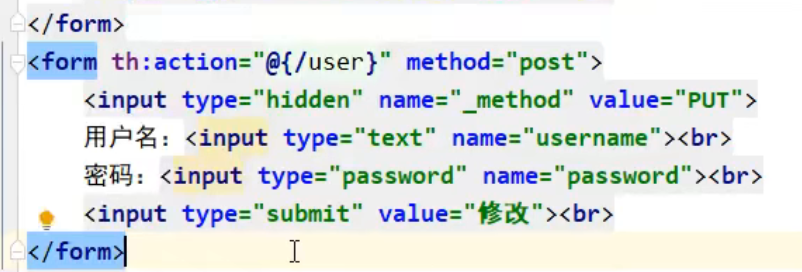 </form>
<form th:action="@{/user}" method="post">
<input type="hidden" name="_method" value="PUT">
用户名：<input type="text" name="username"><br>
密码：<input type="password" name="password"><br>
<input type="submit" value="修改"><br>
</form>